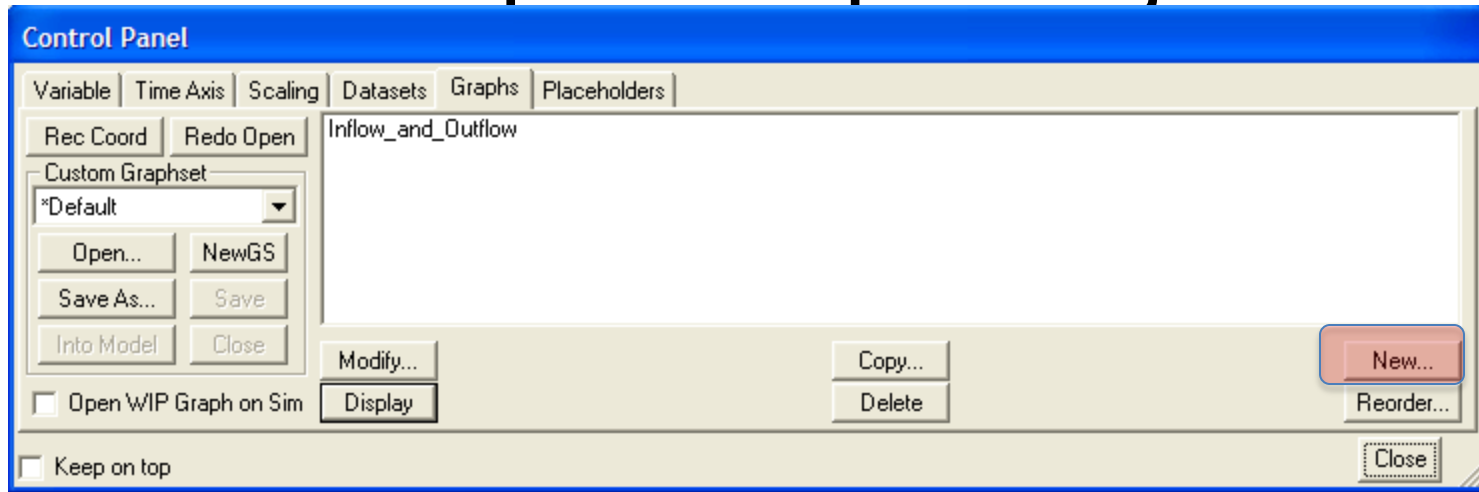 Control Panel
Variable Time Axis Scaling Datasets Graphs Placeholders
Rec Coord Redo Open
Inflow_and_Outflow
Custom Graphset
*Default
Open... NewGS
Save As... Save
Into Model Close
Modify... Copy... New...
Open WIP Graph on Sim Display Delete Reorder...
Keep on top Close